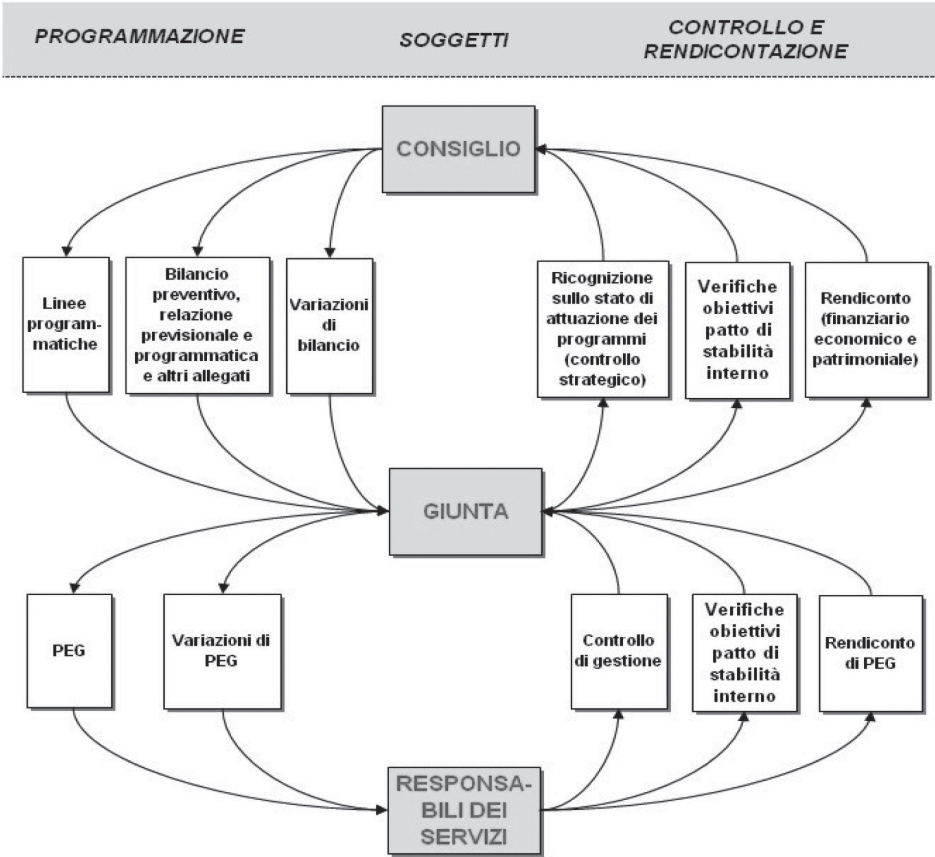 PROGRAMMAZIONE
SOGGETTI
CONTROLLO E
RENDICONTAZIONE
CONSIGLIO
Linee
program-
matiche
Bilancio
preventivo,
relazione
previsionale e
programmatica
e altri allegati
Variazioni
di
bilancio
Ricognizione
sullo stato di
attuazione dei
programmi
(controllo
strategico)
Verifiche
obiettivi
patto di
stabilità
interno
Rendiconto
(finanziario
economico e
patrimoniale)
GIUNTA
PEG
Variazioni di
PEG
Controllo
di gestione
Verifiche
obiettivi
patto di
stabilità
interno
Rendiconto
di PEG
RESPONSA-
BILI DEI
SERVIZI